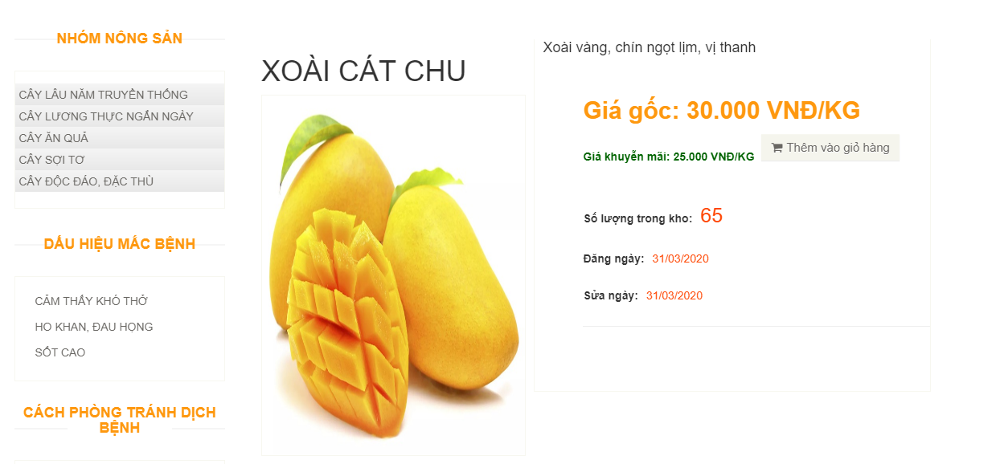 NHÓM NÔNG SẢN
CÂY LÂU NĂM TRUYỀN THỐNG
CÂY LƯƠNG THỰC NGẮN NGÀY
CÂY ĂN QUẢ
CÂY SỢI TƠ
CÂY ĐỘC ĐÁO, ĐẶC THÙ
DẤU HIỆU MẮC BỆNH
CẢM THẤY KHÓ THỞ
HO KHAN, ĐAU HỌNG
SỐT CAO
CÁCH PHÒNG TRÁNH DỊCH
BỆNH
XOÀI CÁT CHU
Xoài vàng, chín ngọt lịm, vị thanh
Giá gốc: 30.000 VNĐ/KG
Giá khuyễn mãi: 25.000 VNĐ/KG Thêm vào giỏ hàng
Số lượng trong kho: 65
Đăng ngày: 31/03/2020
Sửa ngày: 31/03/2020